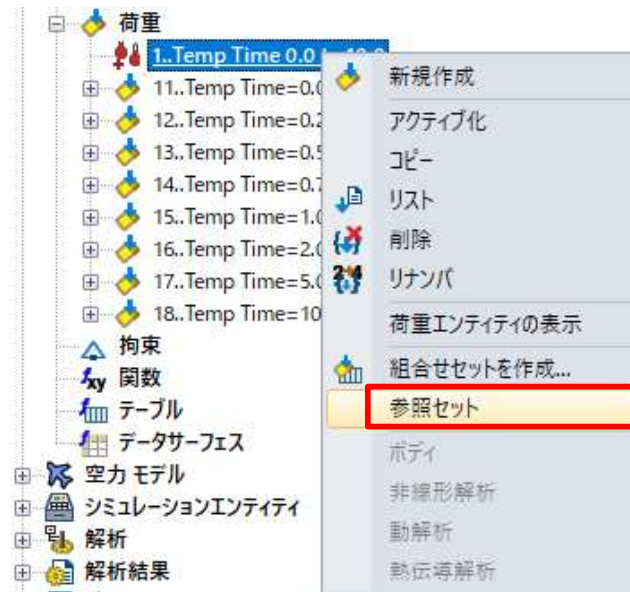 荷重
1..Temp Time 0.0
11..Temp Time=0.0
12..Temp Time=0.2
13..Temp Time=0.5
14..Temp Time=0.7
15..Temp Time=1.0
16..Temp Time=2.0
17..Temp Time=5.0
18..Temp Time=10
拘束
関数
テーブル
データサーフェス
空力 モデル
シミュレーションエンティティ
解析
解析結果
新規作成
アクティブ化
コピー
リスト
削除
リナンバ
荷重エンティティの表示
組合せセットを作成...
参照セット
ボディ
非線形解析
動解析
熱伝導解析